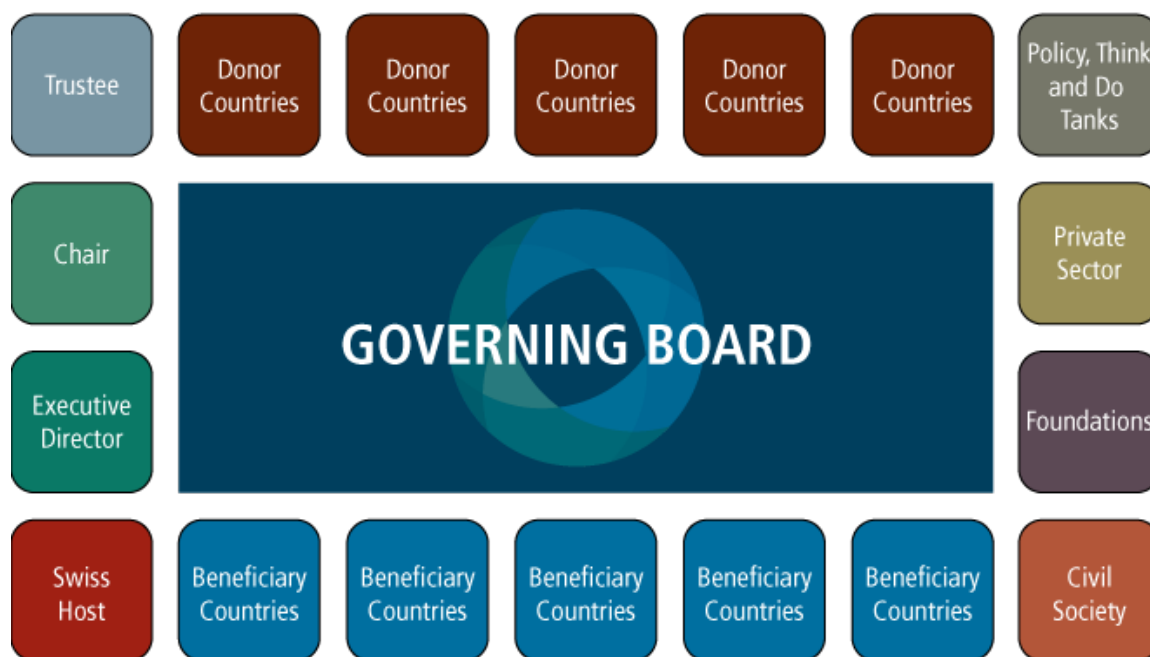 Trustee
Donor
Countries
Donor
Countries
Donor
Countries
Donor
Countries
Donor
Countries
Policy, Think
and Do
Tanks
Chair
GOVERNING BOARD
Private
Sector
Executive
Director
Foundations
Swiss
Host
Beneficiary
Countries
Beneficiary
Countries
Beneficiary
Countries
Beneficiary
Countries
Beneficiary
Countries
Civil
Society